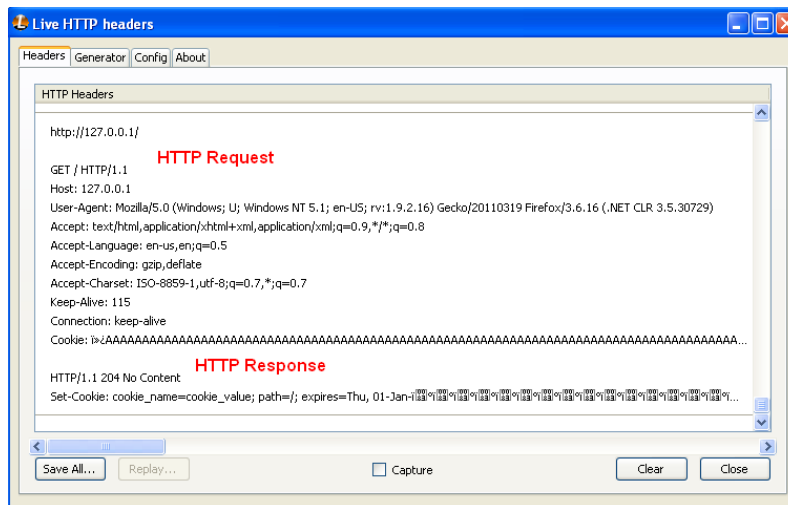 Live HTTP headers
Headers Generator Config About
HTTP Headers
http://127.0.0.1/
HTTP Request
GET / HTTP/1.1
Host: 127.0.0.1
User-Agent: Mozilla/5.0 (Windows; U; Windows NT 5.1; en-US; rv:1.9.2.16) Gecko/20110319 Firefox/3.6.16 (.NET CLR 3.5.30729)
Accept: text/html,application/xhtml+xml,application/xml;q=0.9,*/*;q=0.8
Accept-Language: en-us,en;q=0.5
Accept-Encoding: gzip,deflate
Accept-Charset: ISO-8859-1,utf-8;q=0.7,*;q=0.7
Keep-Alive: 115
Connection: keep-alive
Cookie:
HTTP Response
HTTP/1.1 204 No Content
Set-Cookie: cookie_name=cookie_value; path=/; expires=Thu, 01-Jan-
Save All... Replay... Capture Clear Close